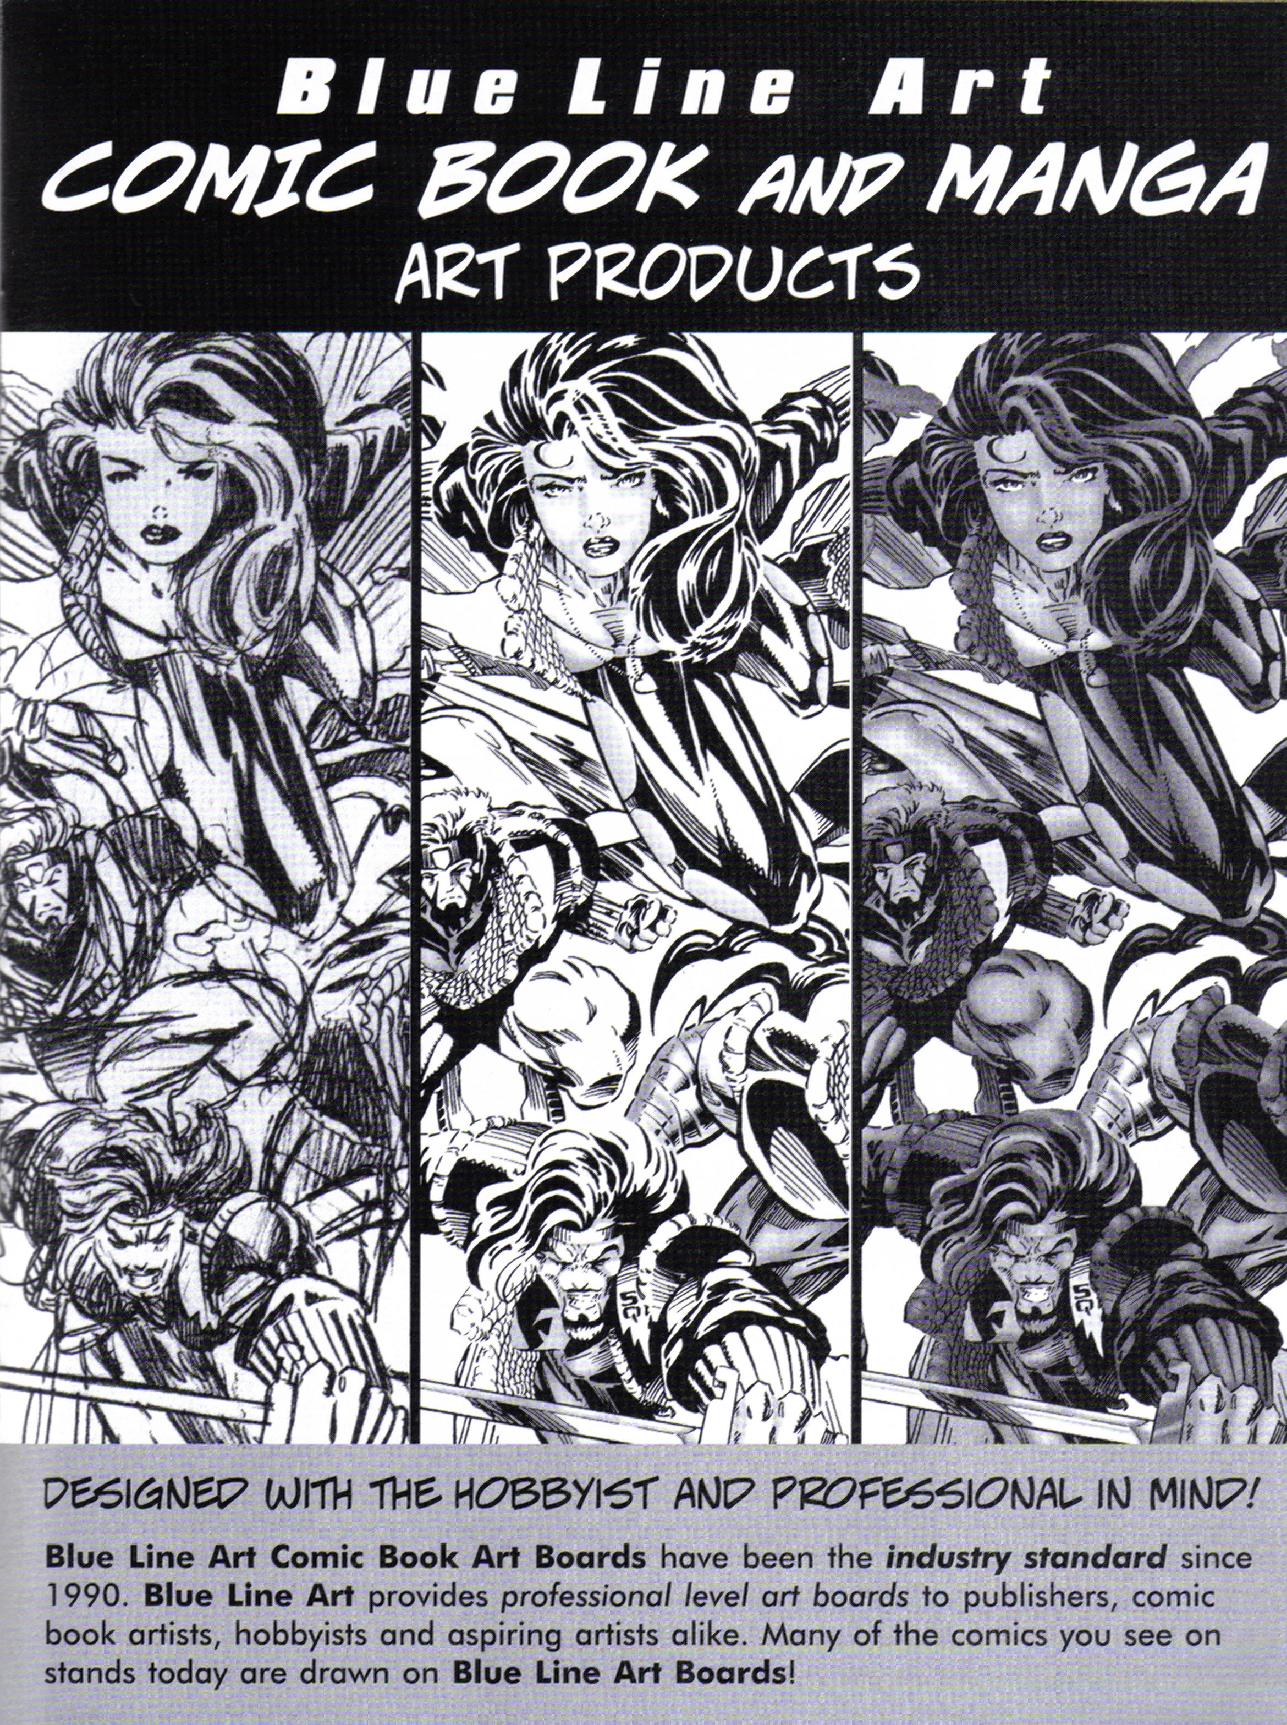 Blue Line Art
COMIC BOOK AND MANGA
ART PRODUCTS
DESIGNED WITH THE HOBBYIST AND PROFESSIONAL IN MIND!
Blue Line Art Comic Book Art Boards have been the industry standard since
1990. Blue Line Art provides professional level art boards to publishers, comic
book artists, hobbyists and aspiring artists alike. Many of the comics you see on
stands today are drawn on Blue Line Art Boards!